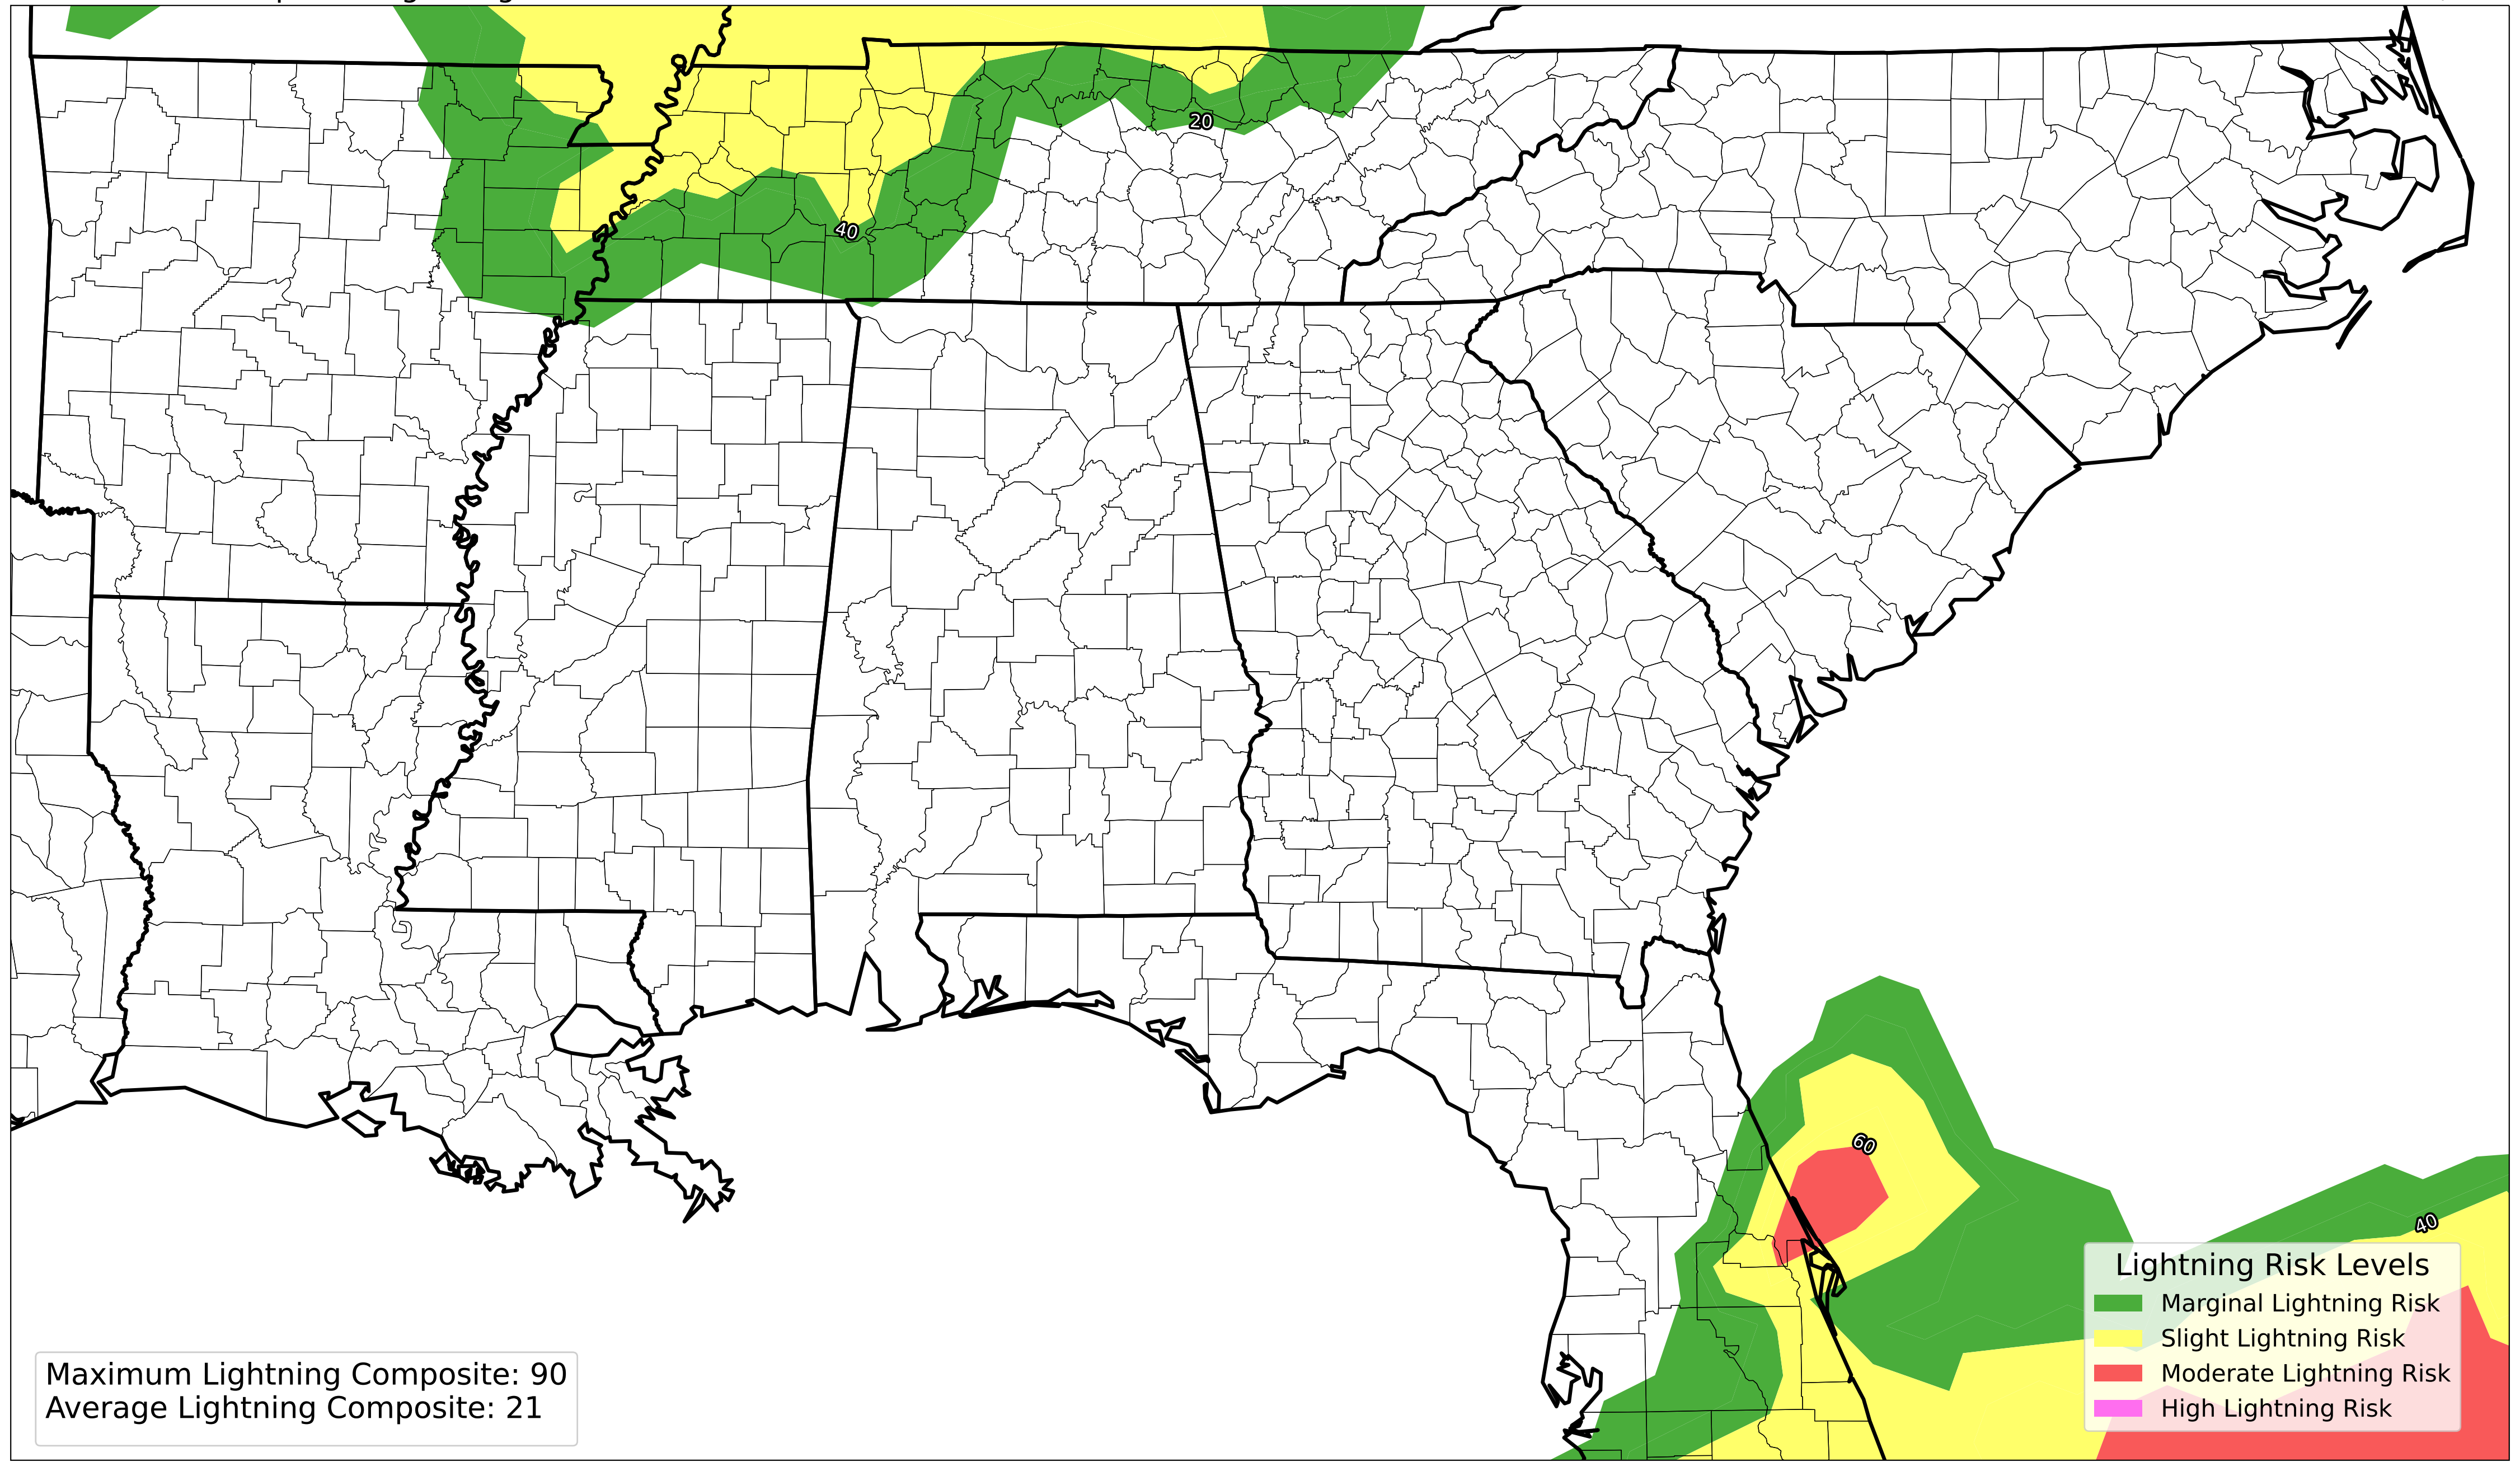 20
40
60
40
Lightning Risk Levels
Marginal Lightning Risk
Slight Lightning Risk
Moderate Lightning Risk
High Lightning Risk
Maximum Lightning Composite: 90
Average Lightning Composite: 21